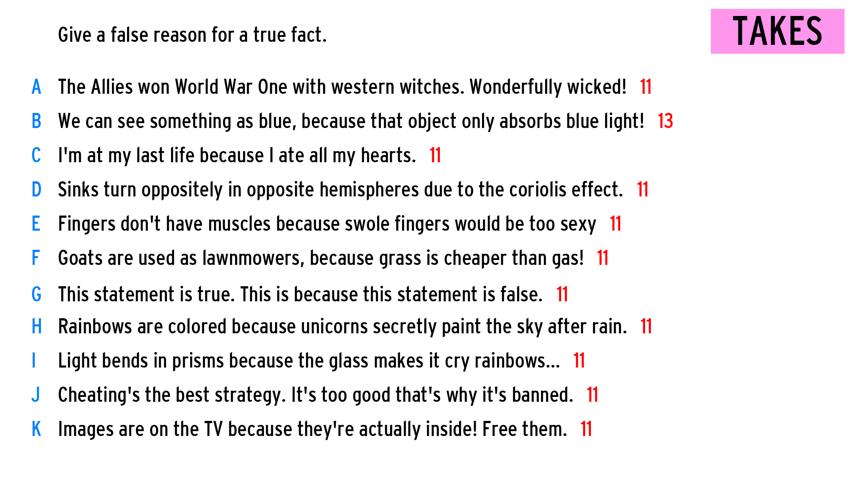 Give a false reason for a true fact.
TAKES
A The Allies won World War One with western witches. Wonderfully wicked! 11
B We can see something as blue, because that object only absorbs blue light! 13
C I'm at my last life because I ate all my hearts. 11
D Sinks turn oppositely in opposite hemispheres due to the coriolis effect. 11
E Fingers don't have muscles because swole fingers would be too sexy 11
F Goats are used as lawnmowers, because grass is cheaper than gas! 11
G This statement is true. This is because this statement is false. 11
H Rainbows are colored because unicorns secretly paint the sky after rain. 11
I Light bends in prisms because the glass makes it cry rainbows... 11
J Cheating's the best strategy. It's too good that's why it's banned. 11
K Images are on the TV because they're actually inside! Free them. 11